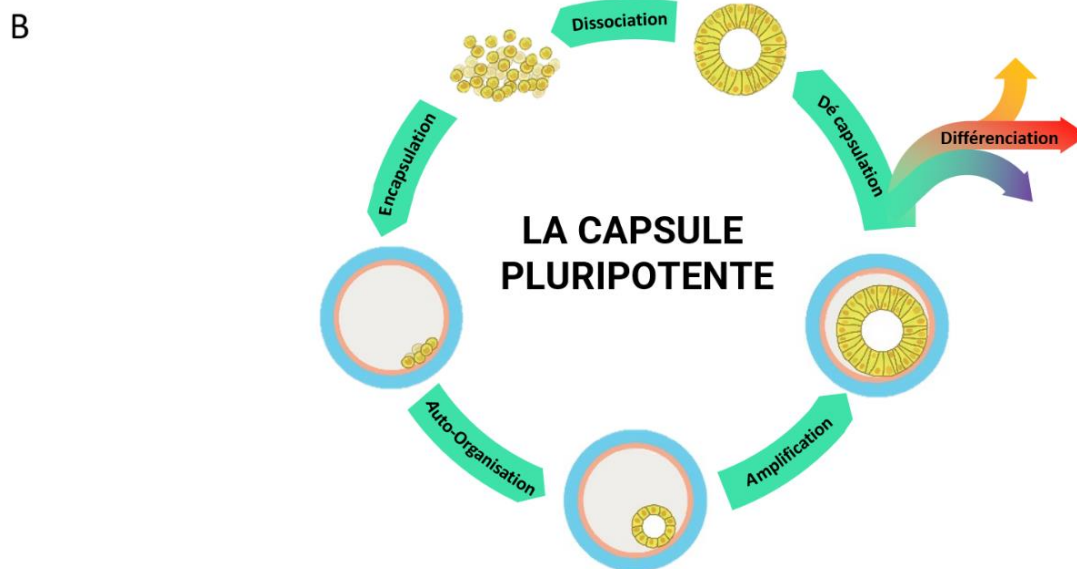 B
Dissociation
Dé capsulation
Différenciation
Encapsulation
LA CAPSULE
PLURIPOTENTE
Auto-Organisation
Amplification